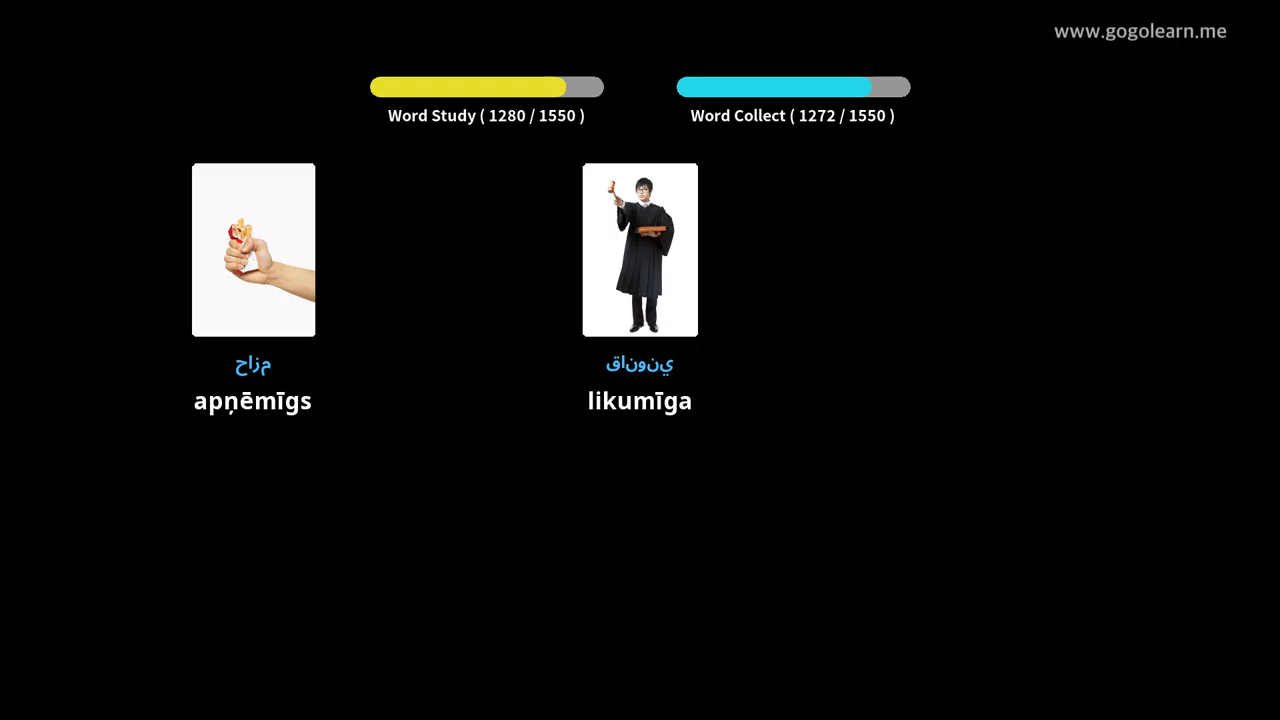 www.gogolearn.me
Word Study ( 1280 / 1550 )
Word Collect ( 1272 / 1550 )
حازم
قانوني
apņēmīgs
likumīga